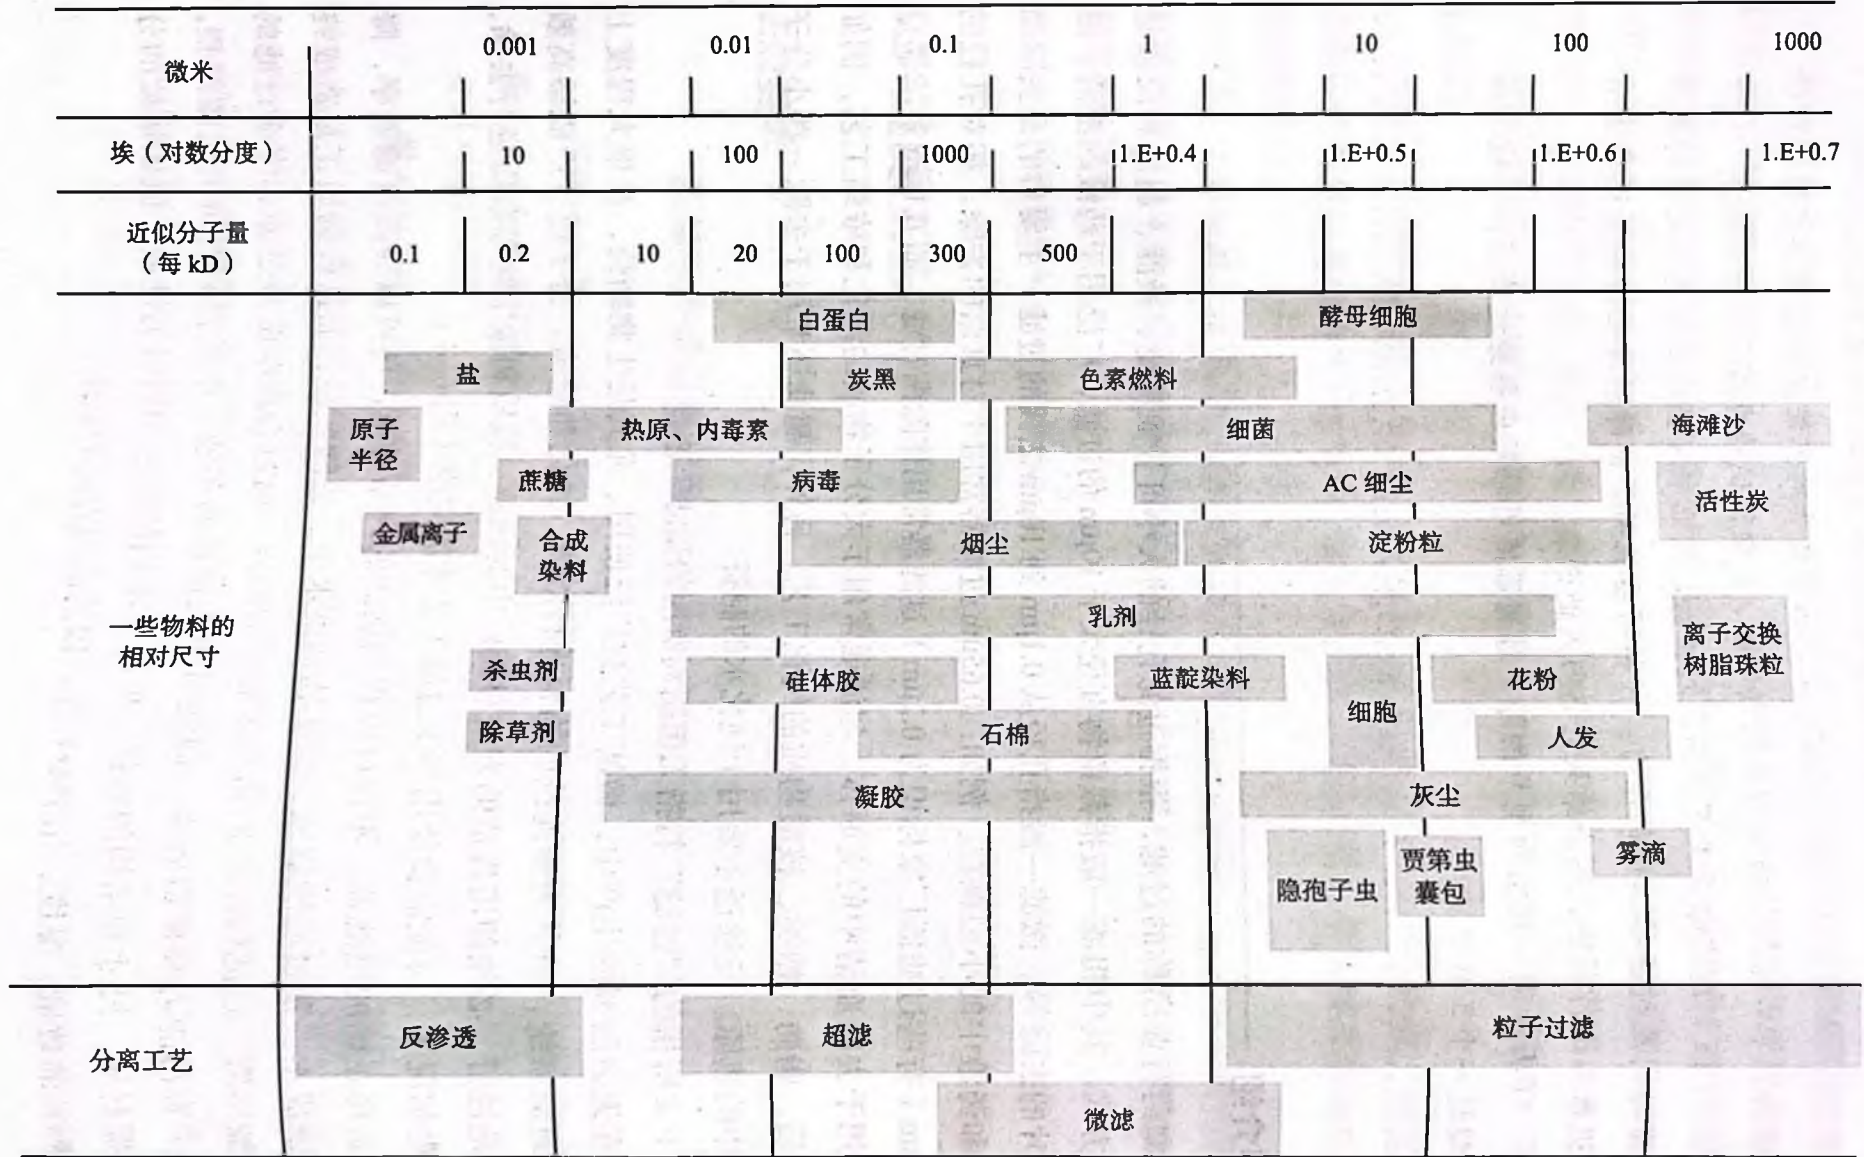 微米 0.001 0.01 0.1 1 10 100 1000
埃（对数分度） 10 100 1000 1.E+0.4 1.E+0.5 1.E+0.6 1.E+0.7
近似分子量
（每 kD） 0.1 0.2 10 20 100 300 500
白蛋白 酵母细胞
盐 炭黑 色素燃料
原子
半径
热原、内毒素 细菌 海滩沙
蔗糖 病毒 AC 细尘 活性炭
金属离子
合成
染料
烟尘 淀粉粒
乳剂
一些物料的
相对尺寸
离子交换
树脂珠粒
杀虫剂 硅体胶 蓝靛染料 细胞 花粉
除草剂 石棉 人发
凝胶 灰尘
隐孢子虫
贾第虫
囊包
雾滴
分离工艺 反渗透 超滤 粒子过滤
微滤